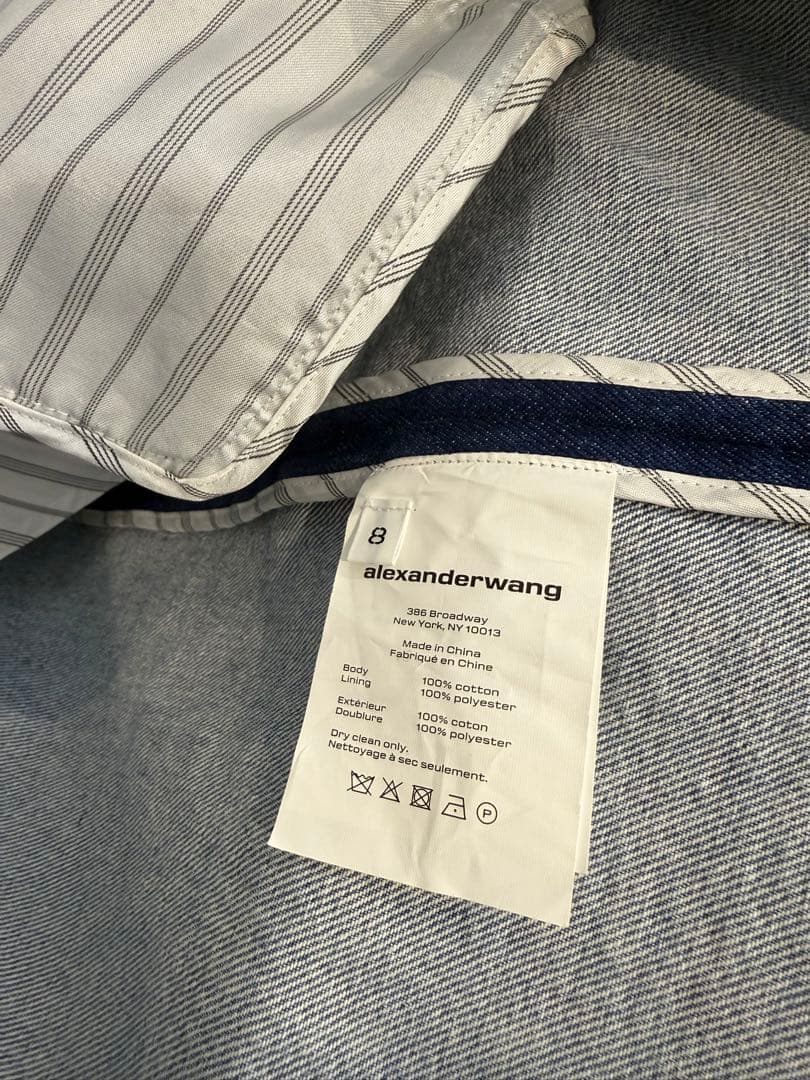 8
alexanderwang
386 Broadway
New York, NY 10013
Made in China
Fabriqué en Chine
Body 100% cotton
Lining 100% polyester
Extérieur 100% coton
Doublure 100% polyester
Dry clean only.
Nettoyage à sec seulement.
P